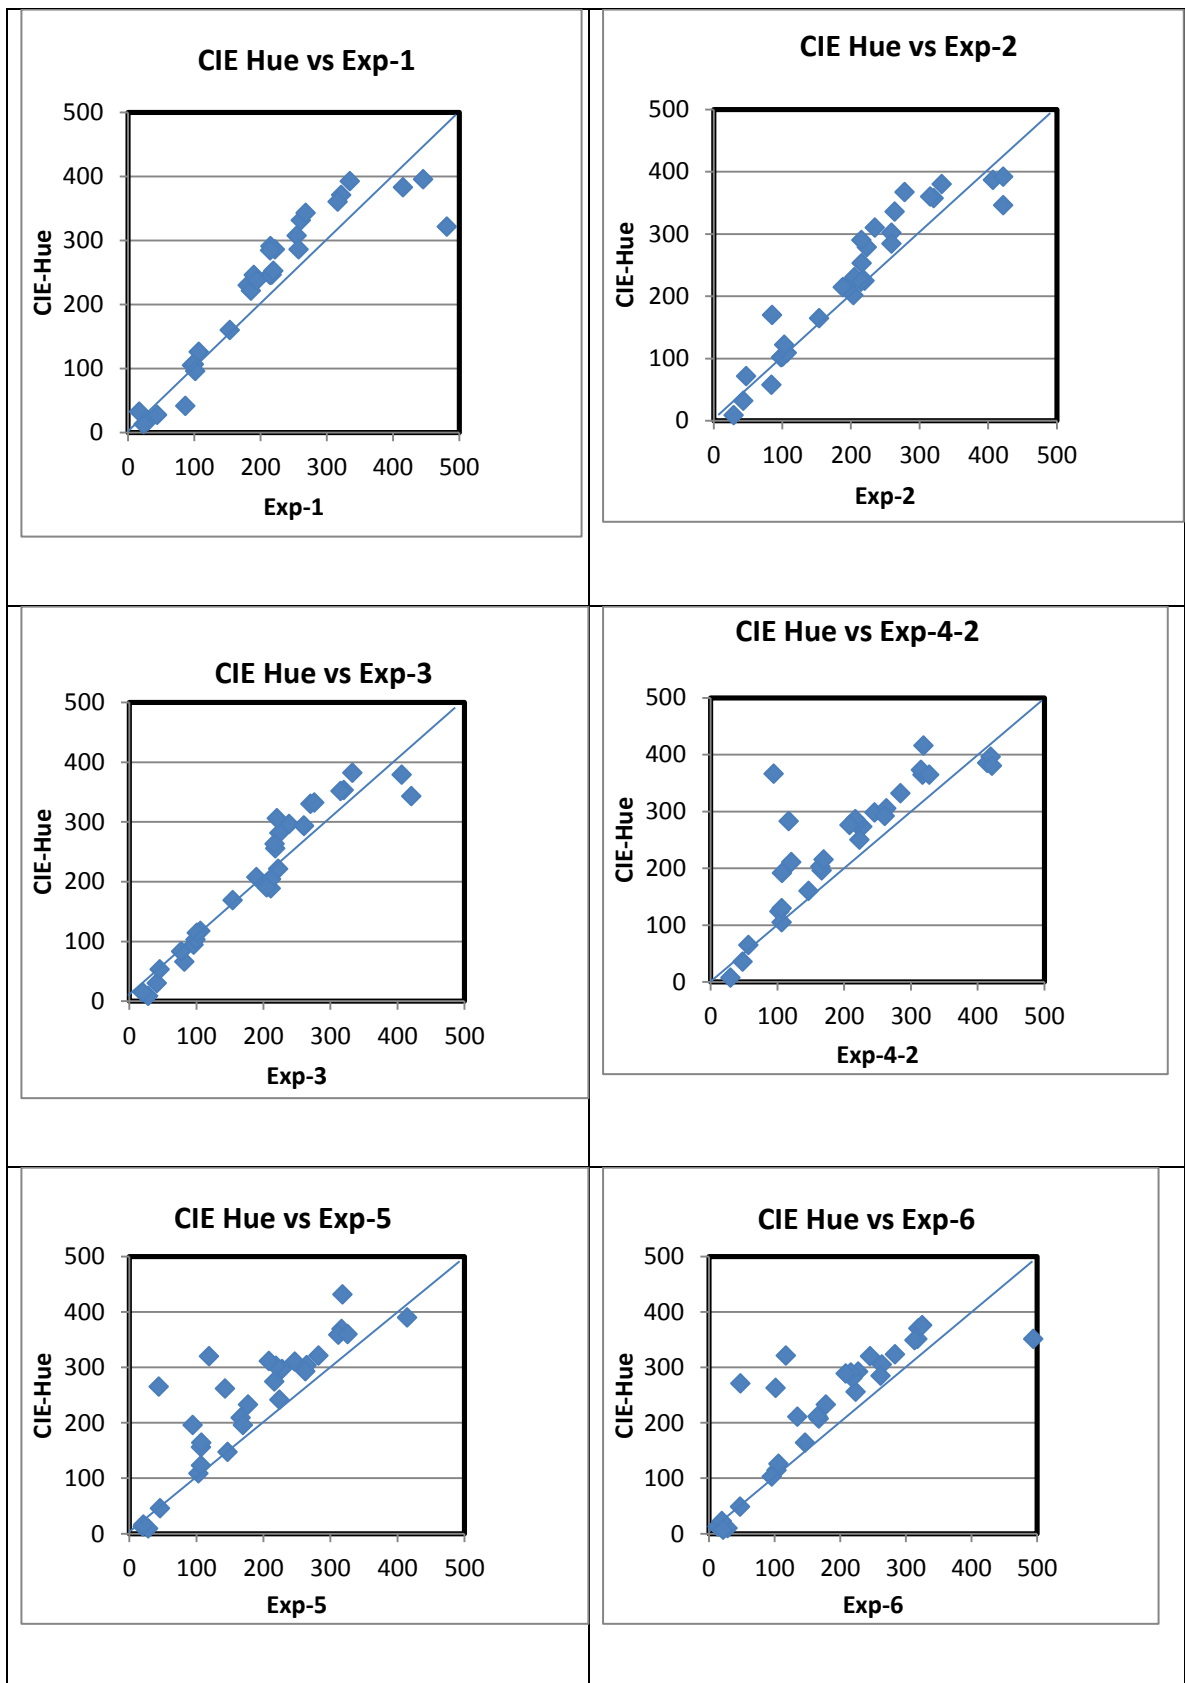 CIE Hue vs Exp-1
500
400
300
200
100
0
CIE-Hue
0 100 200 300 400 500
Exp-1
CIE Hue vs Exp-2
500
400
300
200
100
0
CIE-Hue
0 100 200 300 400 500
Exp-2
CIE Hue vs Exp-3
500
400
300
200
100
0
CIE-Hue
0 100 200 300 400 500
Exp-3
CIE Hue vs Exp-4-2
500
400
300
200
100
0
CIE-Hue
0 100 200 300 400 500
Exp-4-2
CIE Hue vs Exp-5
500
400
300
200
100
0
CIE-Hue
0 100 200 300 400 500
Exp-5
CIE Hue vs Exp-6
500
400
300
200
100
0
CIE-Hue
0 100 200 300 400 500
Exp-6